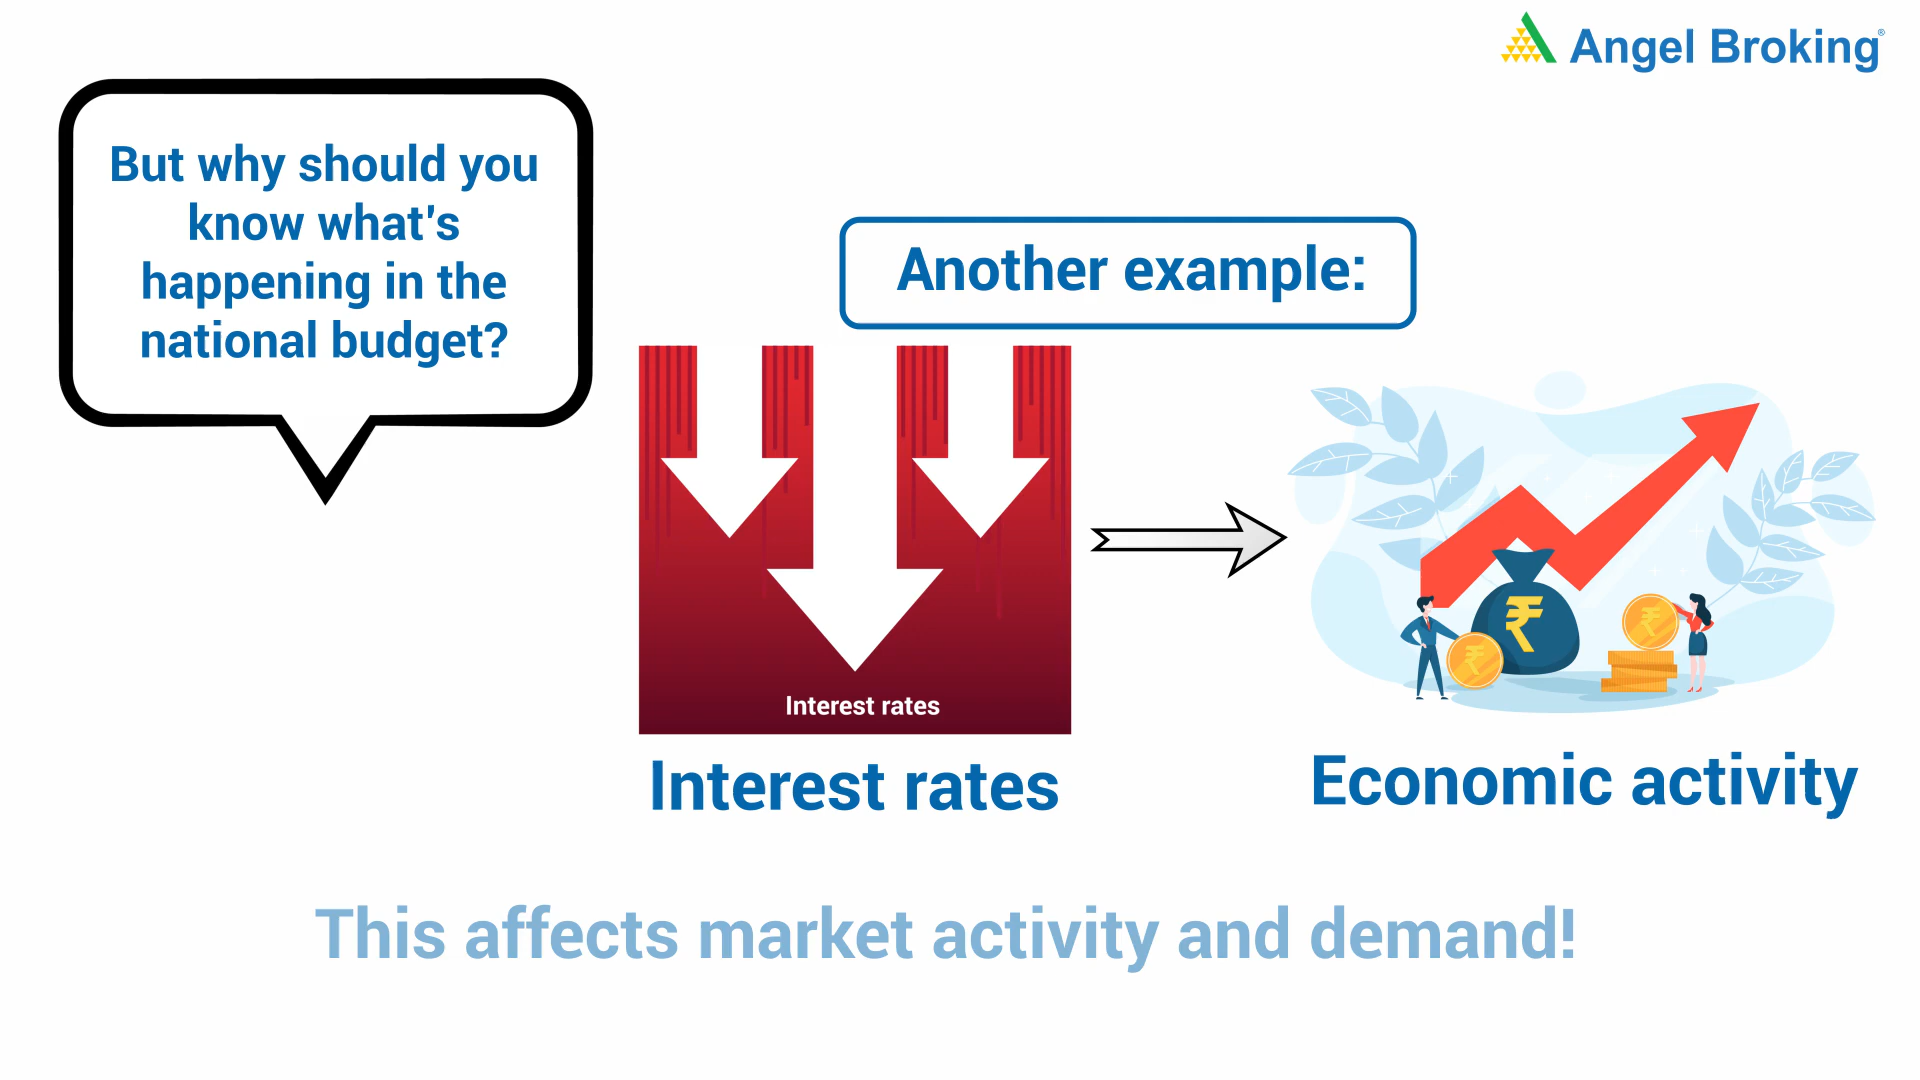 Angel Broking®
But why should you
know what's
happening in the
national budget?
Another example:
Interest rates
Interest rates
₹
₹
₹
Economic activity
This affects market activity and demand!